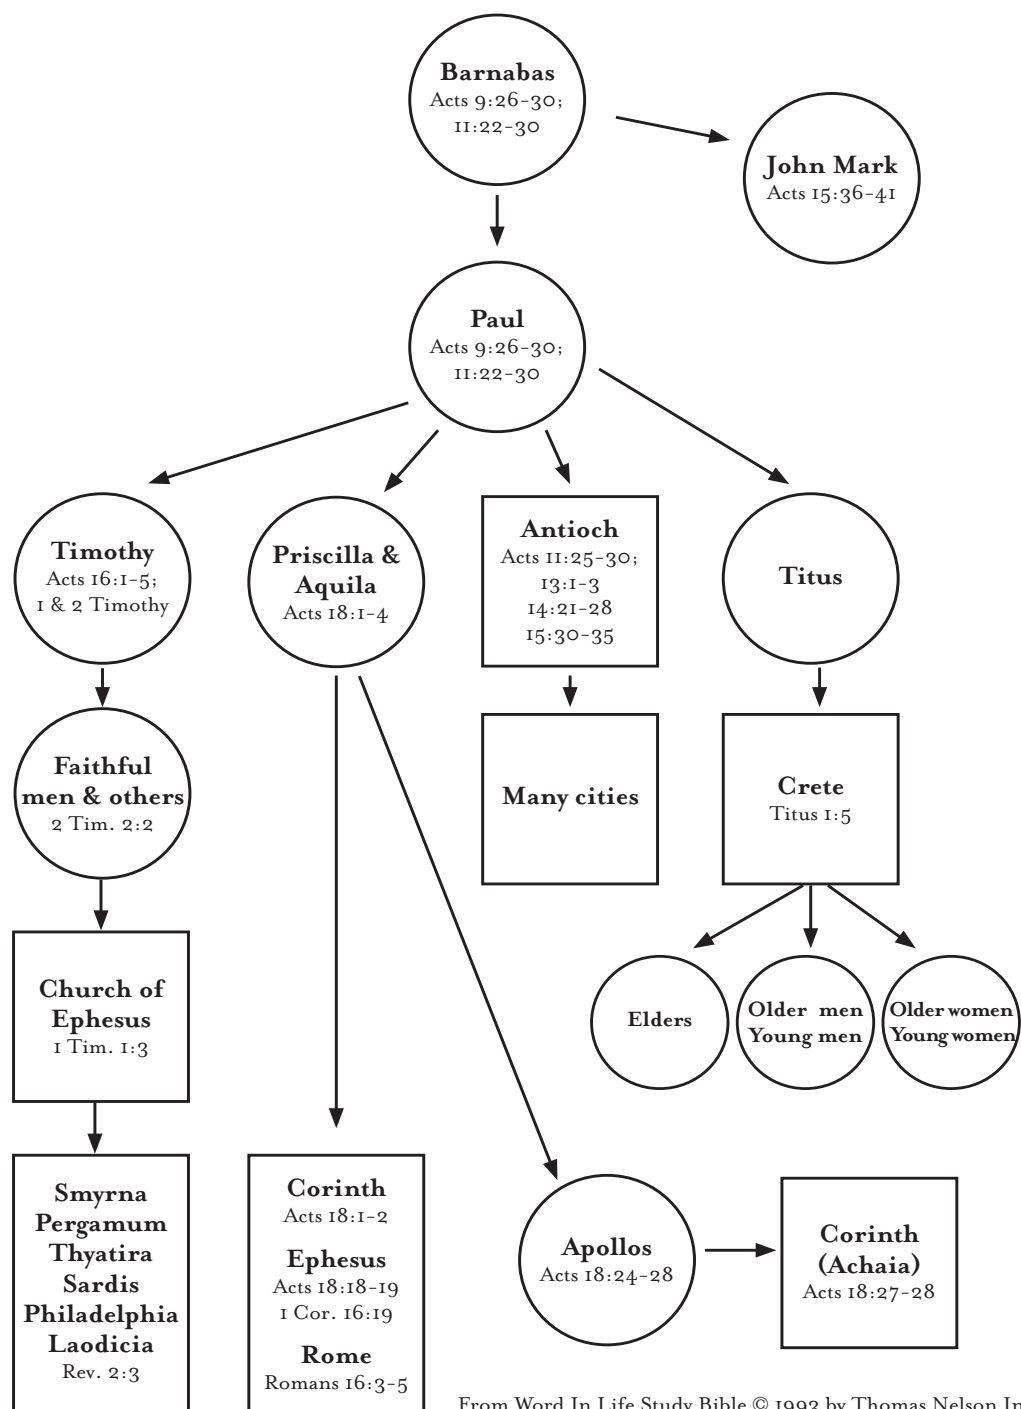 Barnabas
Acts 9:26-30;
11:22-30
John Mark
Acts 15:36-41
Paul
Acts 9:26-30;
11:22-30
Timothy
Acts 16:1-5;
1 & 2 Timothy
Priscilla &
Aquila
Acts 18:1-4
Antioch
Acts 11:25-30;
13:1-3
14:21-28
15:30-35
Titus
Faithful
men & others
2 Tim. 2:2
Many cities
Crete
Titus 1:5
Church of
Ephesus
1 Tim. 1:3
Elders
Older men
Young men
Older women
Young women
Smyrna
Pergamum
Thyatira
Sardis
Philadelphia
Laodicia
Rev. 2:3
Corinth
Acts 18:1-2
Ephesus
Acts 18:18-19
1 Cor. 16:19
Rome
Romans 16:3-5
Apollos
Acts 18:24-28
Corinth
(Achaia)
Acts 18:27-28
From Word In Life Study Bible © 1993 by Thomas Nelson In